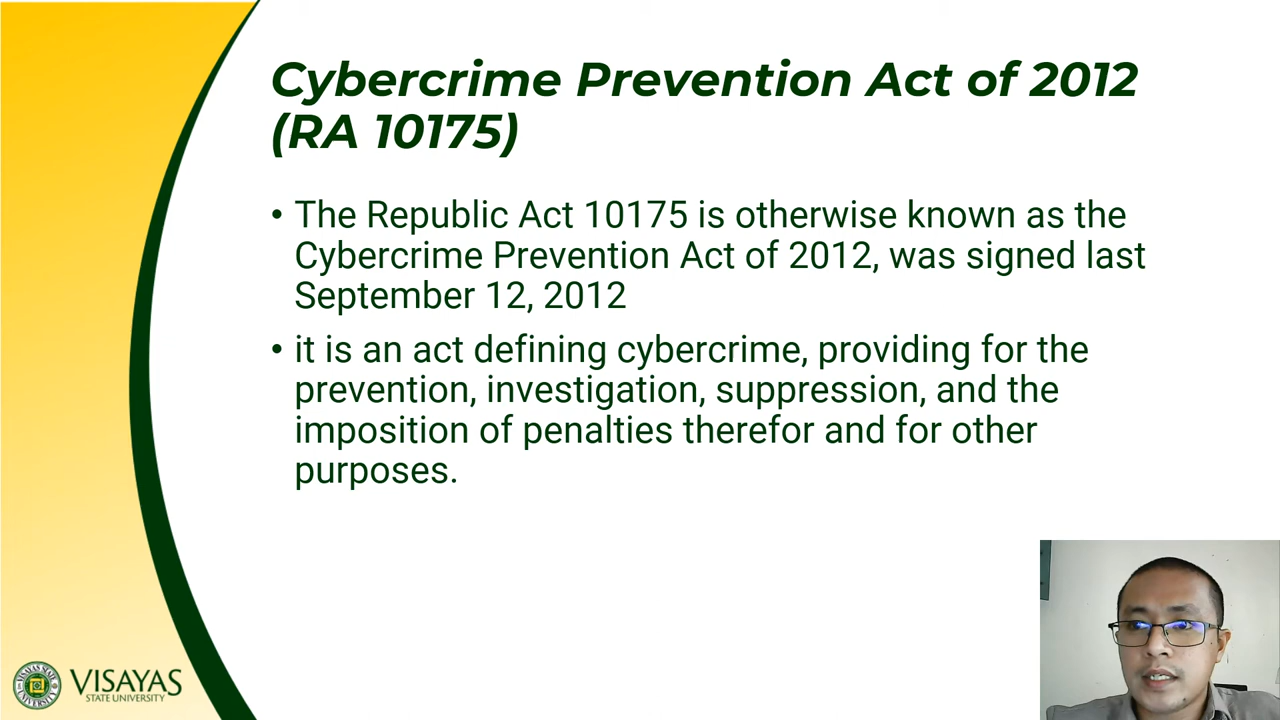 Cybercrime Prevention Act of 2012
(RA 10175)
• The Republic Act 10175 is otherwise known as the
Cybercrime Prevention Act of 2012, was signed last
September 12, 2012
• it is an act defining cybercrime, providing for the
prevention, investigation, suppression, and the
imposition of penalties therefor and for other
purposes.
VISAYAS
STATE UNIVERSITY